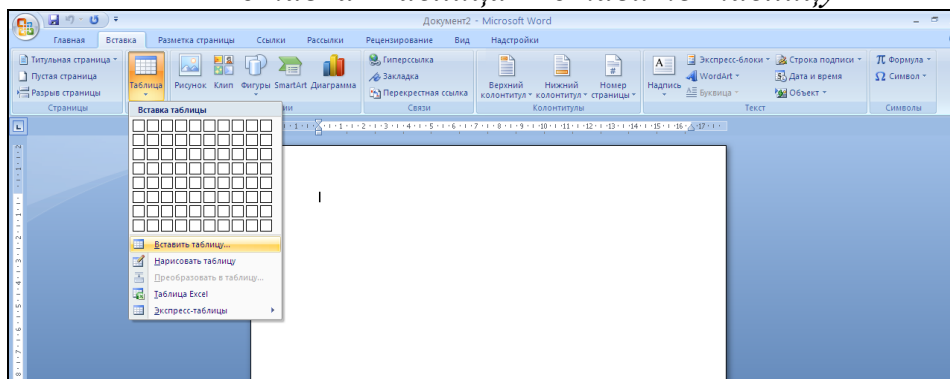 Документ2 - Microsoft Word
Главная Вставка Разметка страницы Ссылки Рассылки Рецензирование Вид Надстройки
Титульная страница
Пустая страница
Разрыв страницы
Страницы
Таблица
Рисунок Клип Фигуры SmartArt Диаграмма
Гиперссылка
Закладка
Перекрестная ссылка
Связи
Верхний колонтитул
Нижний колонтитул
Номер страницы
Колонтитулы
Надпись
Экспресс-блоки
WordArt
Буквица
Строка подписи
Дата и время
Объект
Текст
Формула
Символ
Символы
Вставка таблицы
Вставить таблицу...
Нарисовать таблицу
Преобразовать в таблицу...
Таблица Excel
Экспресс-таблицы